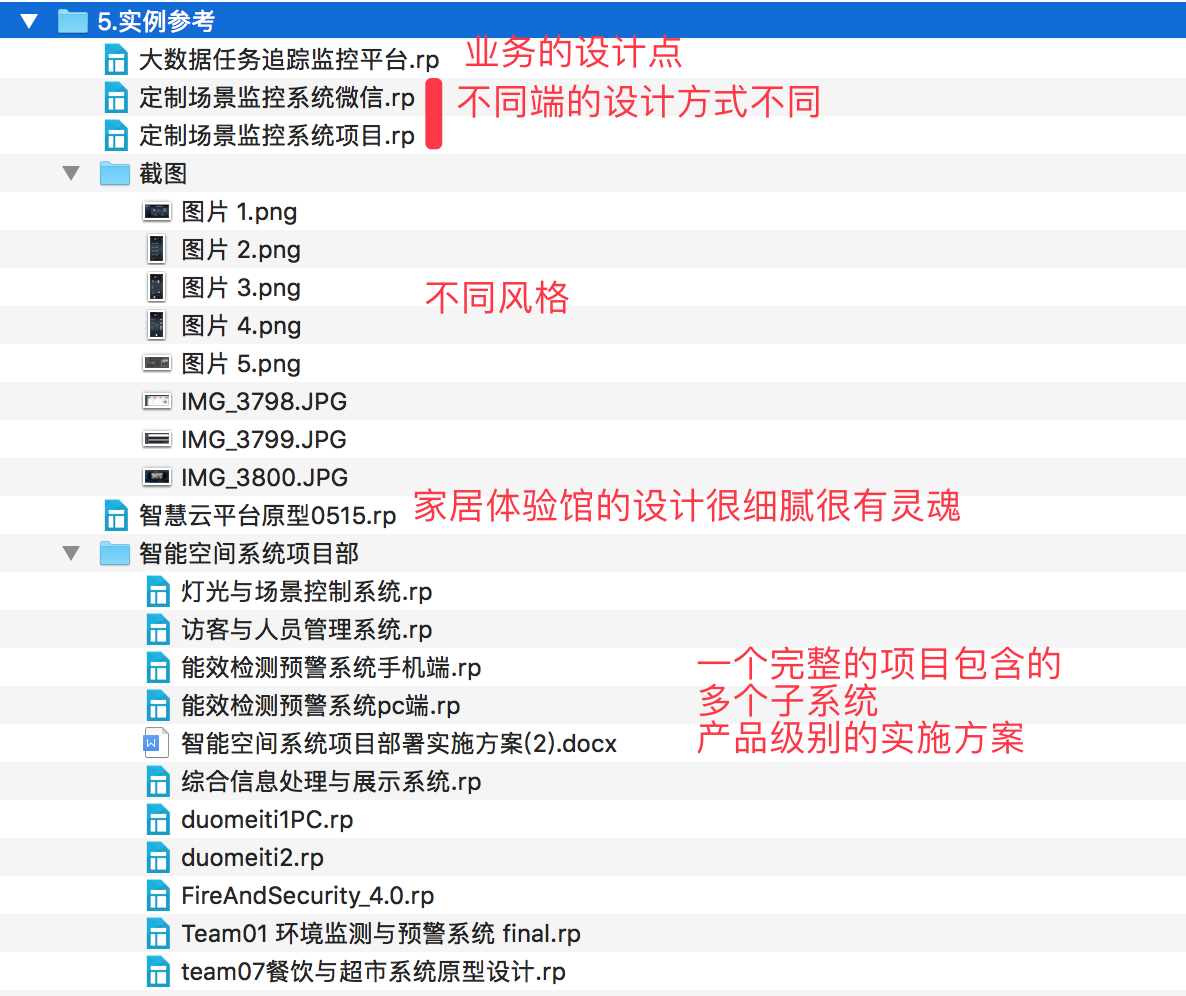 5.实例参考
大数据任务追踪监控平台.rp 业务的设计点
定制场景监控系统微信.rp 不同端的设计方式不同
定制场景监控系统项目.rp
截图
图片 1.png
图片 2.png
图片 3.png 不同风格
图片 4.png
图片 5.png
IMG_3798.JPG
IMG_3799.JPG
IMG_3800.JPG
智慧云平台原型0515.rp 家居体验馆的设计很细腻很有灵魂
智能空间系统项目部
灯光与场景控制系统.rp
访客与人员管理系统.rp
能效检测预警系统手机端.rp 一个完整的项目包含的
能效检测预警系统pc端.rp 多个子系统
智能空间系统项目部署实施方案(2).docx 产品级别的实施方案
综合信息处理与展示系统.rp
duomeiti1PC.rp
duomeiti2.rp
FireAndSecurity_4.0.rp
Team01 环境监测与预警系统 final.rp
team07餐饮与超市系统原型设计.rp